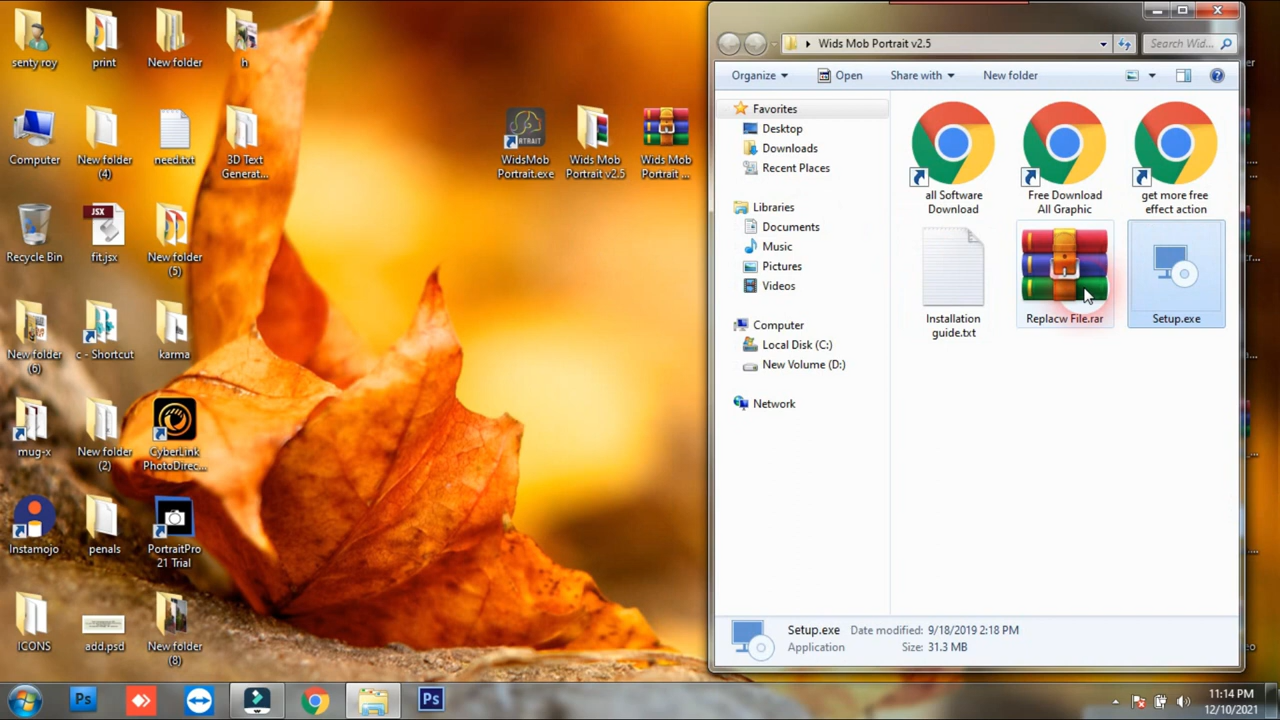 senty roy
print
New folder
h
Computer
New folder
(4)
need.txt
3D Text
Generat...
WidsMob
Portrait.exe
Wids Mob
Portrait v2.5
Wids Mob
Portrait ...
Recycle Bin
JSX
fit.jsx
New folder
(5)
New folder
(6)
c - Shortcut
karma
mug-x
New folder
(2)
CyberLink
PhotoDirec...
Instamojo
penals
PortraitPro
21 Trial
ICONS
add.psd
New folder
(8)
Wids Mob Portrait v2.5
Search Wid...
Organize
Open
Share with
New folder
Favorites
Desktop
Downloads
Recent Places
Libraries
Documents
Music
Pictures
Videos
Computer
Local Disk (C:)
New Volume (D:)
Network
all Software
Download
Free Download
All Graphic
get more free
effect action
Installation
guide.txt
Replacw File.rar
Setup.exe
Setup.exe
Date modified: 9/18/2019 2:18 PM
Application
Size: 31.3 MB
Ps
Ps
11:14 PM
12/10/2021